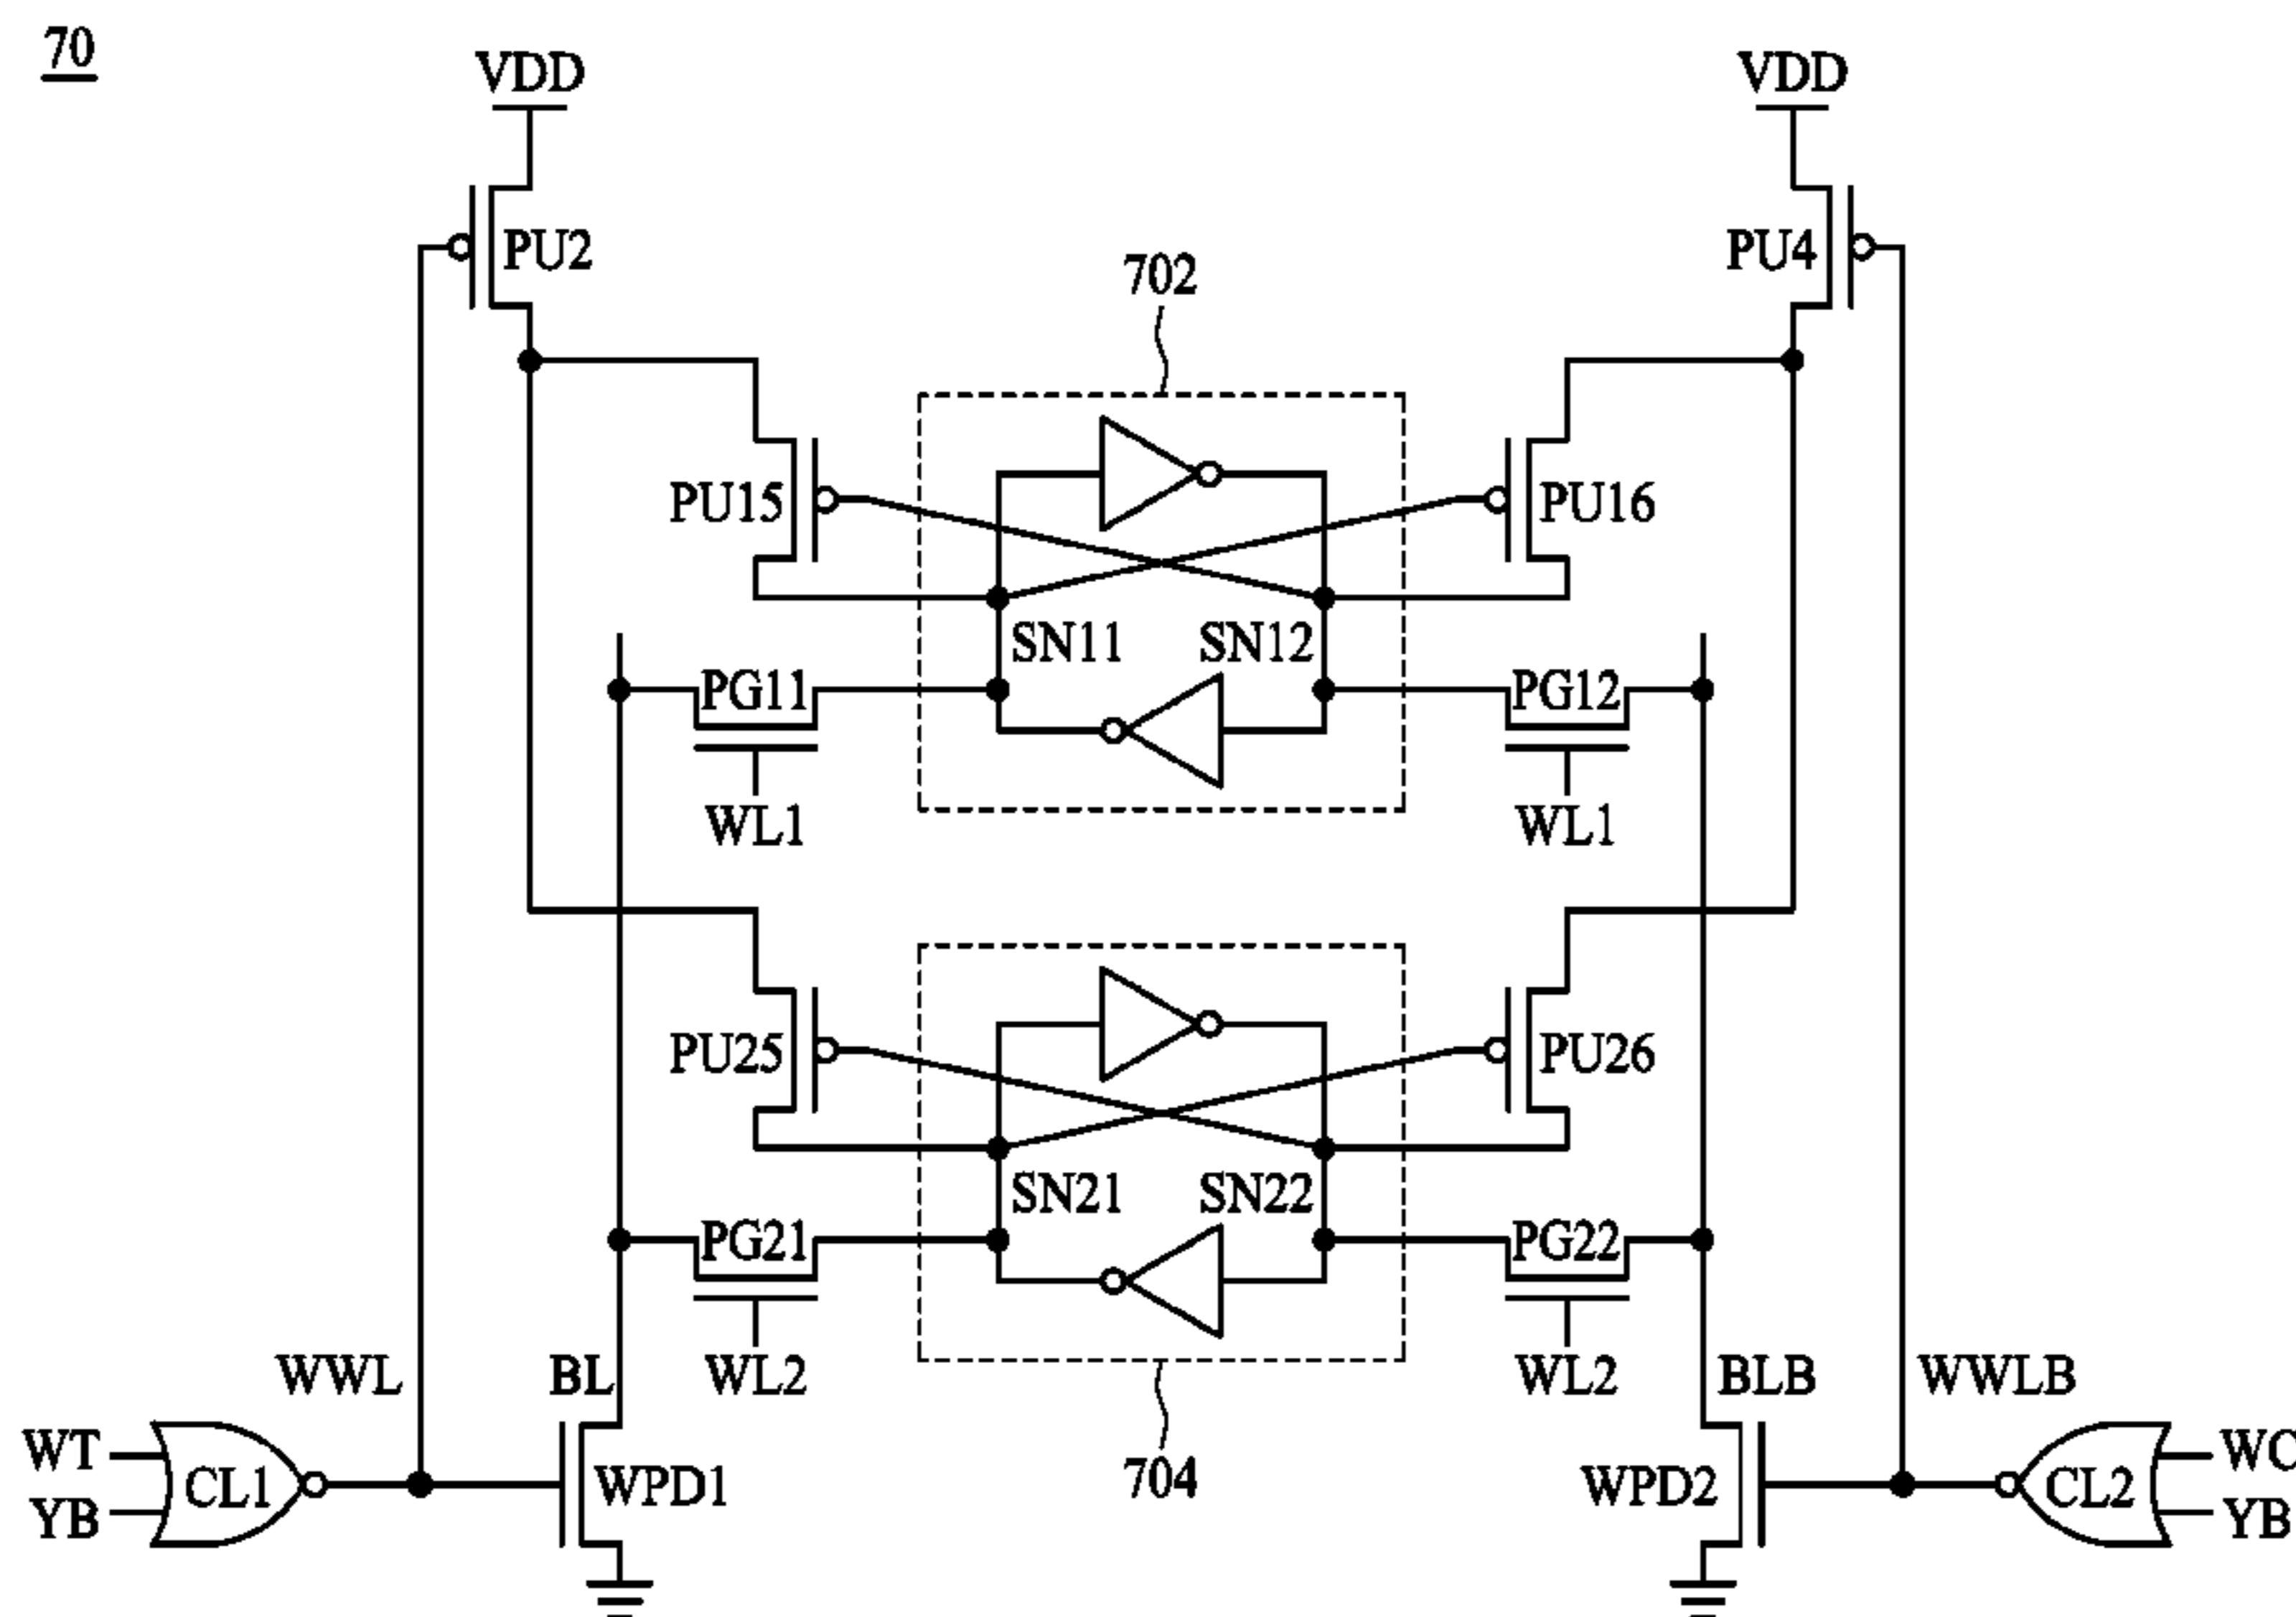 70
VDD
VDD
PU2
PU4
702
PU15
PU16
SN11
SN12
PG11
PG12
WL1
WL1
PU25
PU26
SN21
SN22
PG21
PG22
WWL
BL
WL2
WL2
BLB
WWLB
WT
YB
CL1
WPD1
704
WPD2
CL2
WC
YB